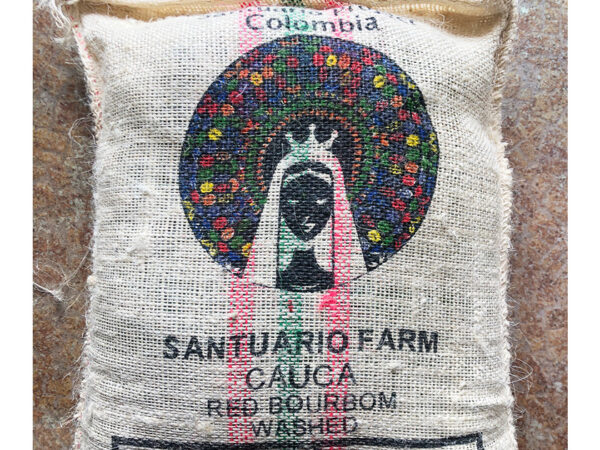 Colombia
SANTUARIO FARM
CAUCA
RED BOURBOM
WASHED